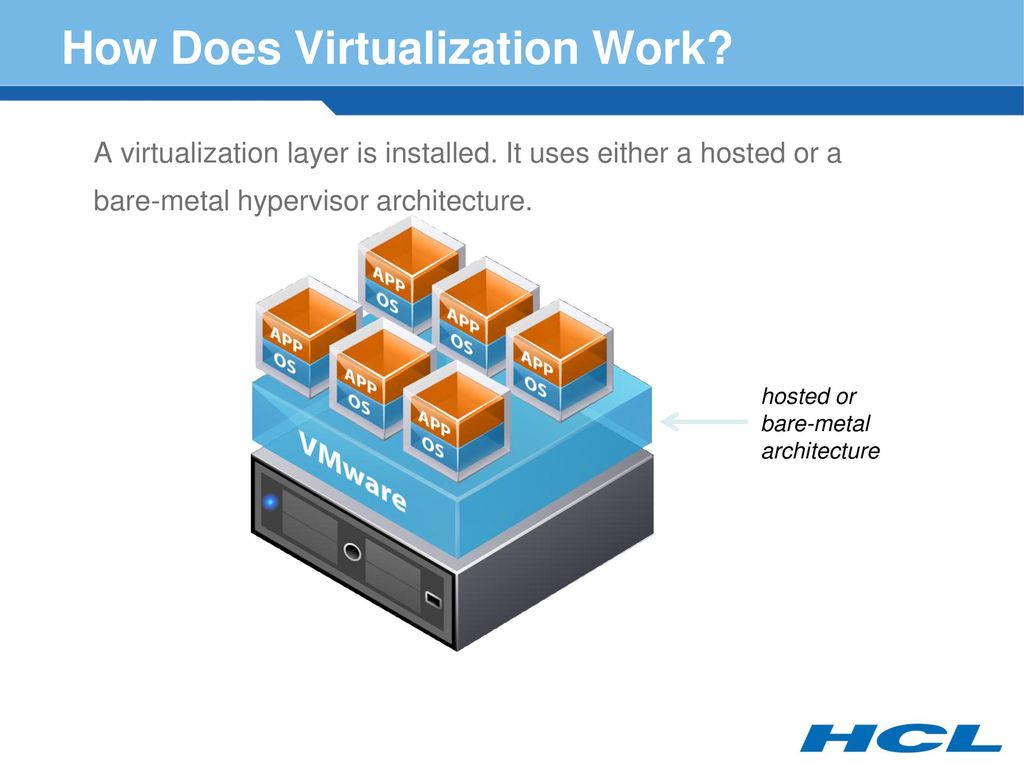 How Does Virtualization Work?
A virtualization layer is installed. It uses either a hosted or a
bare-metal hypervisor architecture.
APP
OS
APP
OS
APP
OS
APP
OS
APP
OS
APP
OS
VMware
hosted or
bare-metal
architecture
HCL